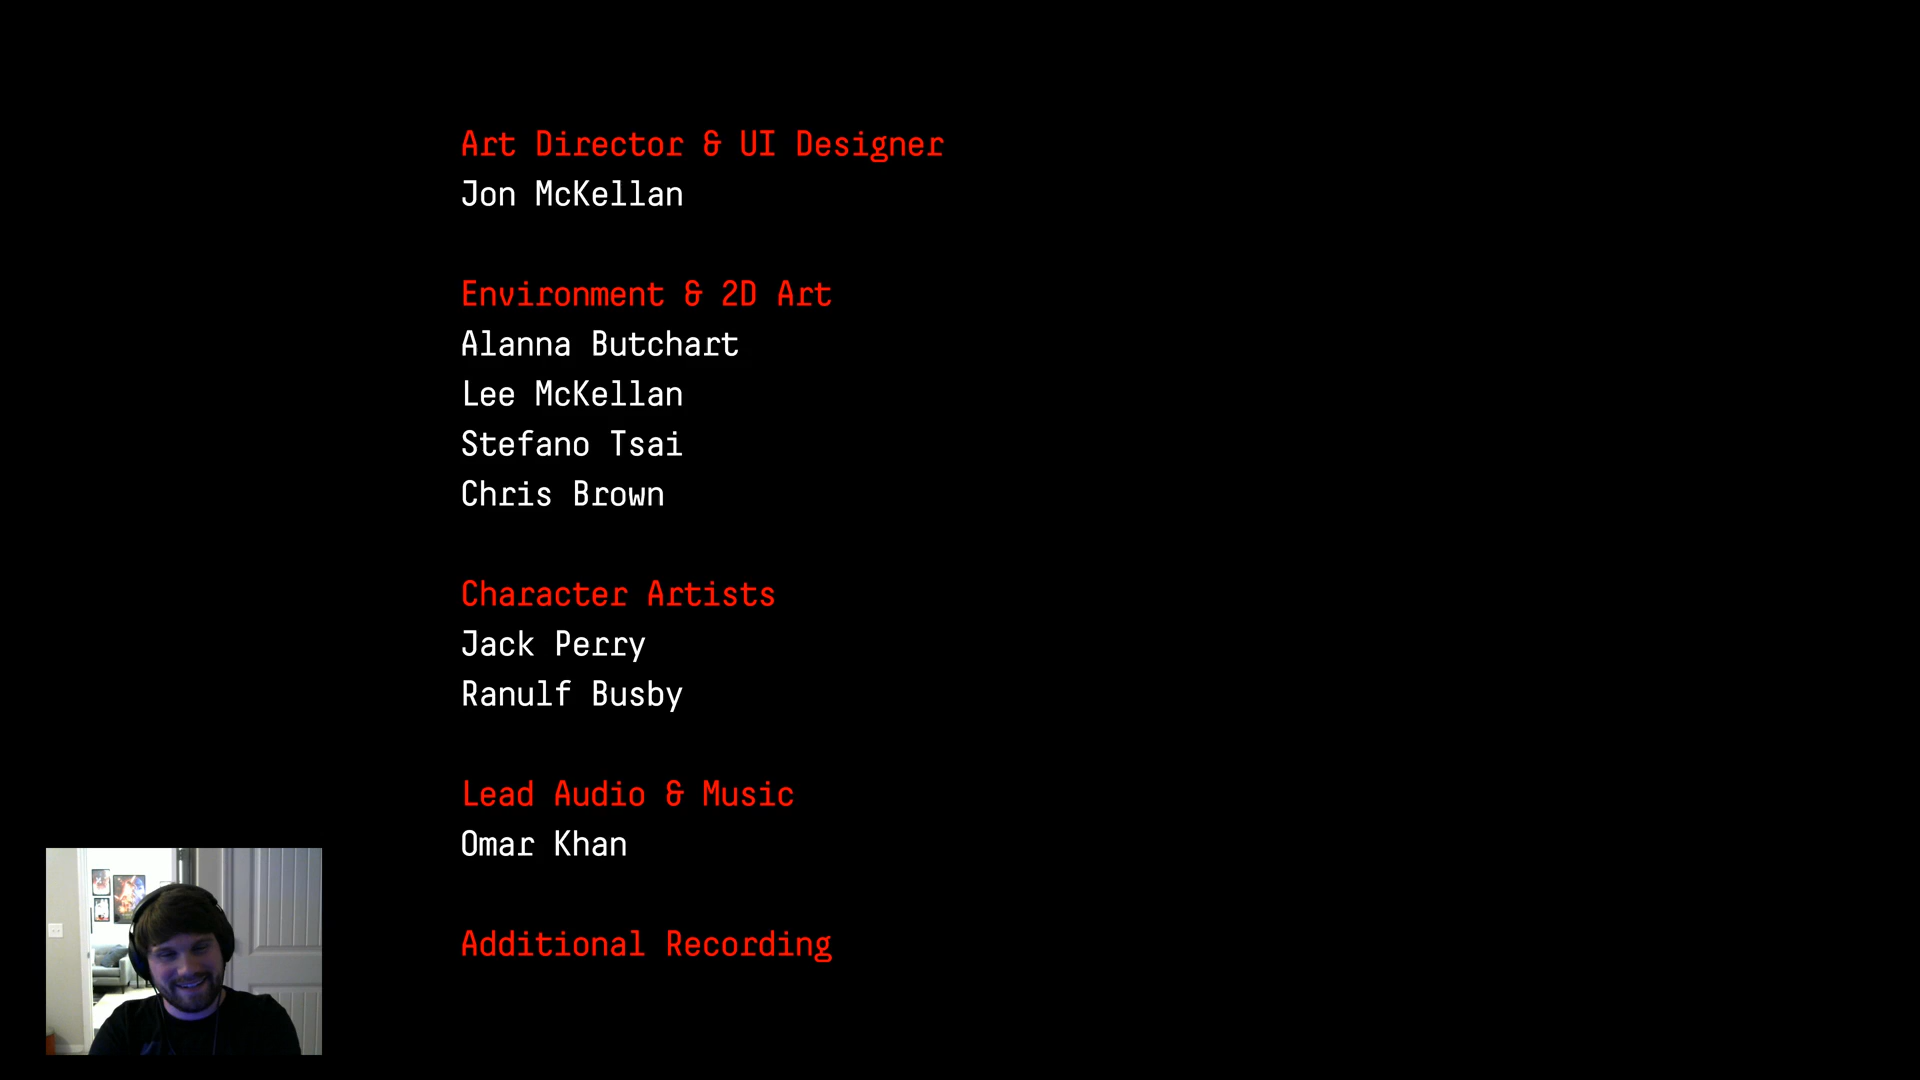 Art Director & UI Designer
Jon McKellan
Environment & 2D Art
Alanna Butchart
Lee McKellan
Stefano Tsai
Chris Brown
Character Artists
Jack Perry
Ranulf Busby
Lead Audio & Music
Omar Khan
Additional Recording